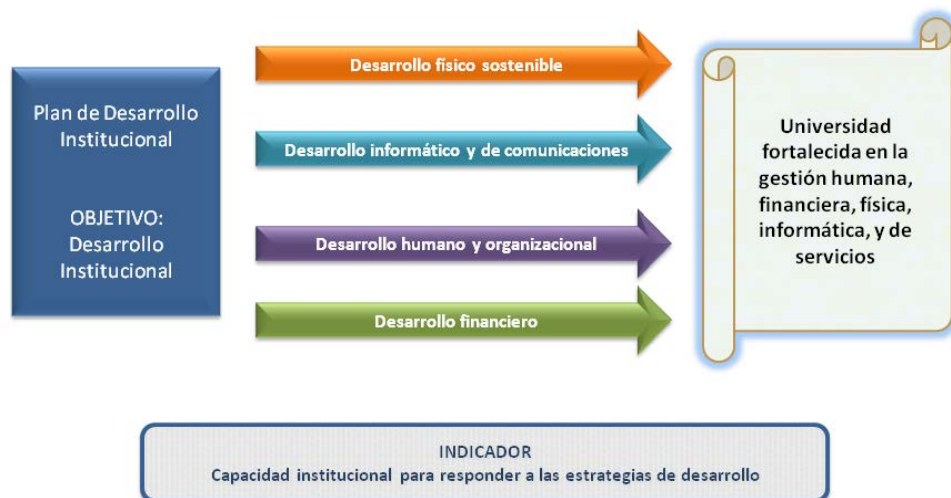 Plan de Desarrollo
Institucional
OBJETIVO:
Desarrollo
Institucional
Desarrollo físico sostenible
Desarrollo informático y de comunicaciones
Desarrollo humano y organizacional
Desarrollo financiero
Universidad
fortalecida en la
gestión humana,
financiera, física,
informática, y de
servicios
INDICADOR
Capacidad institucional para responder a las estrategias de desarrollo